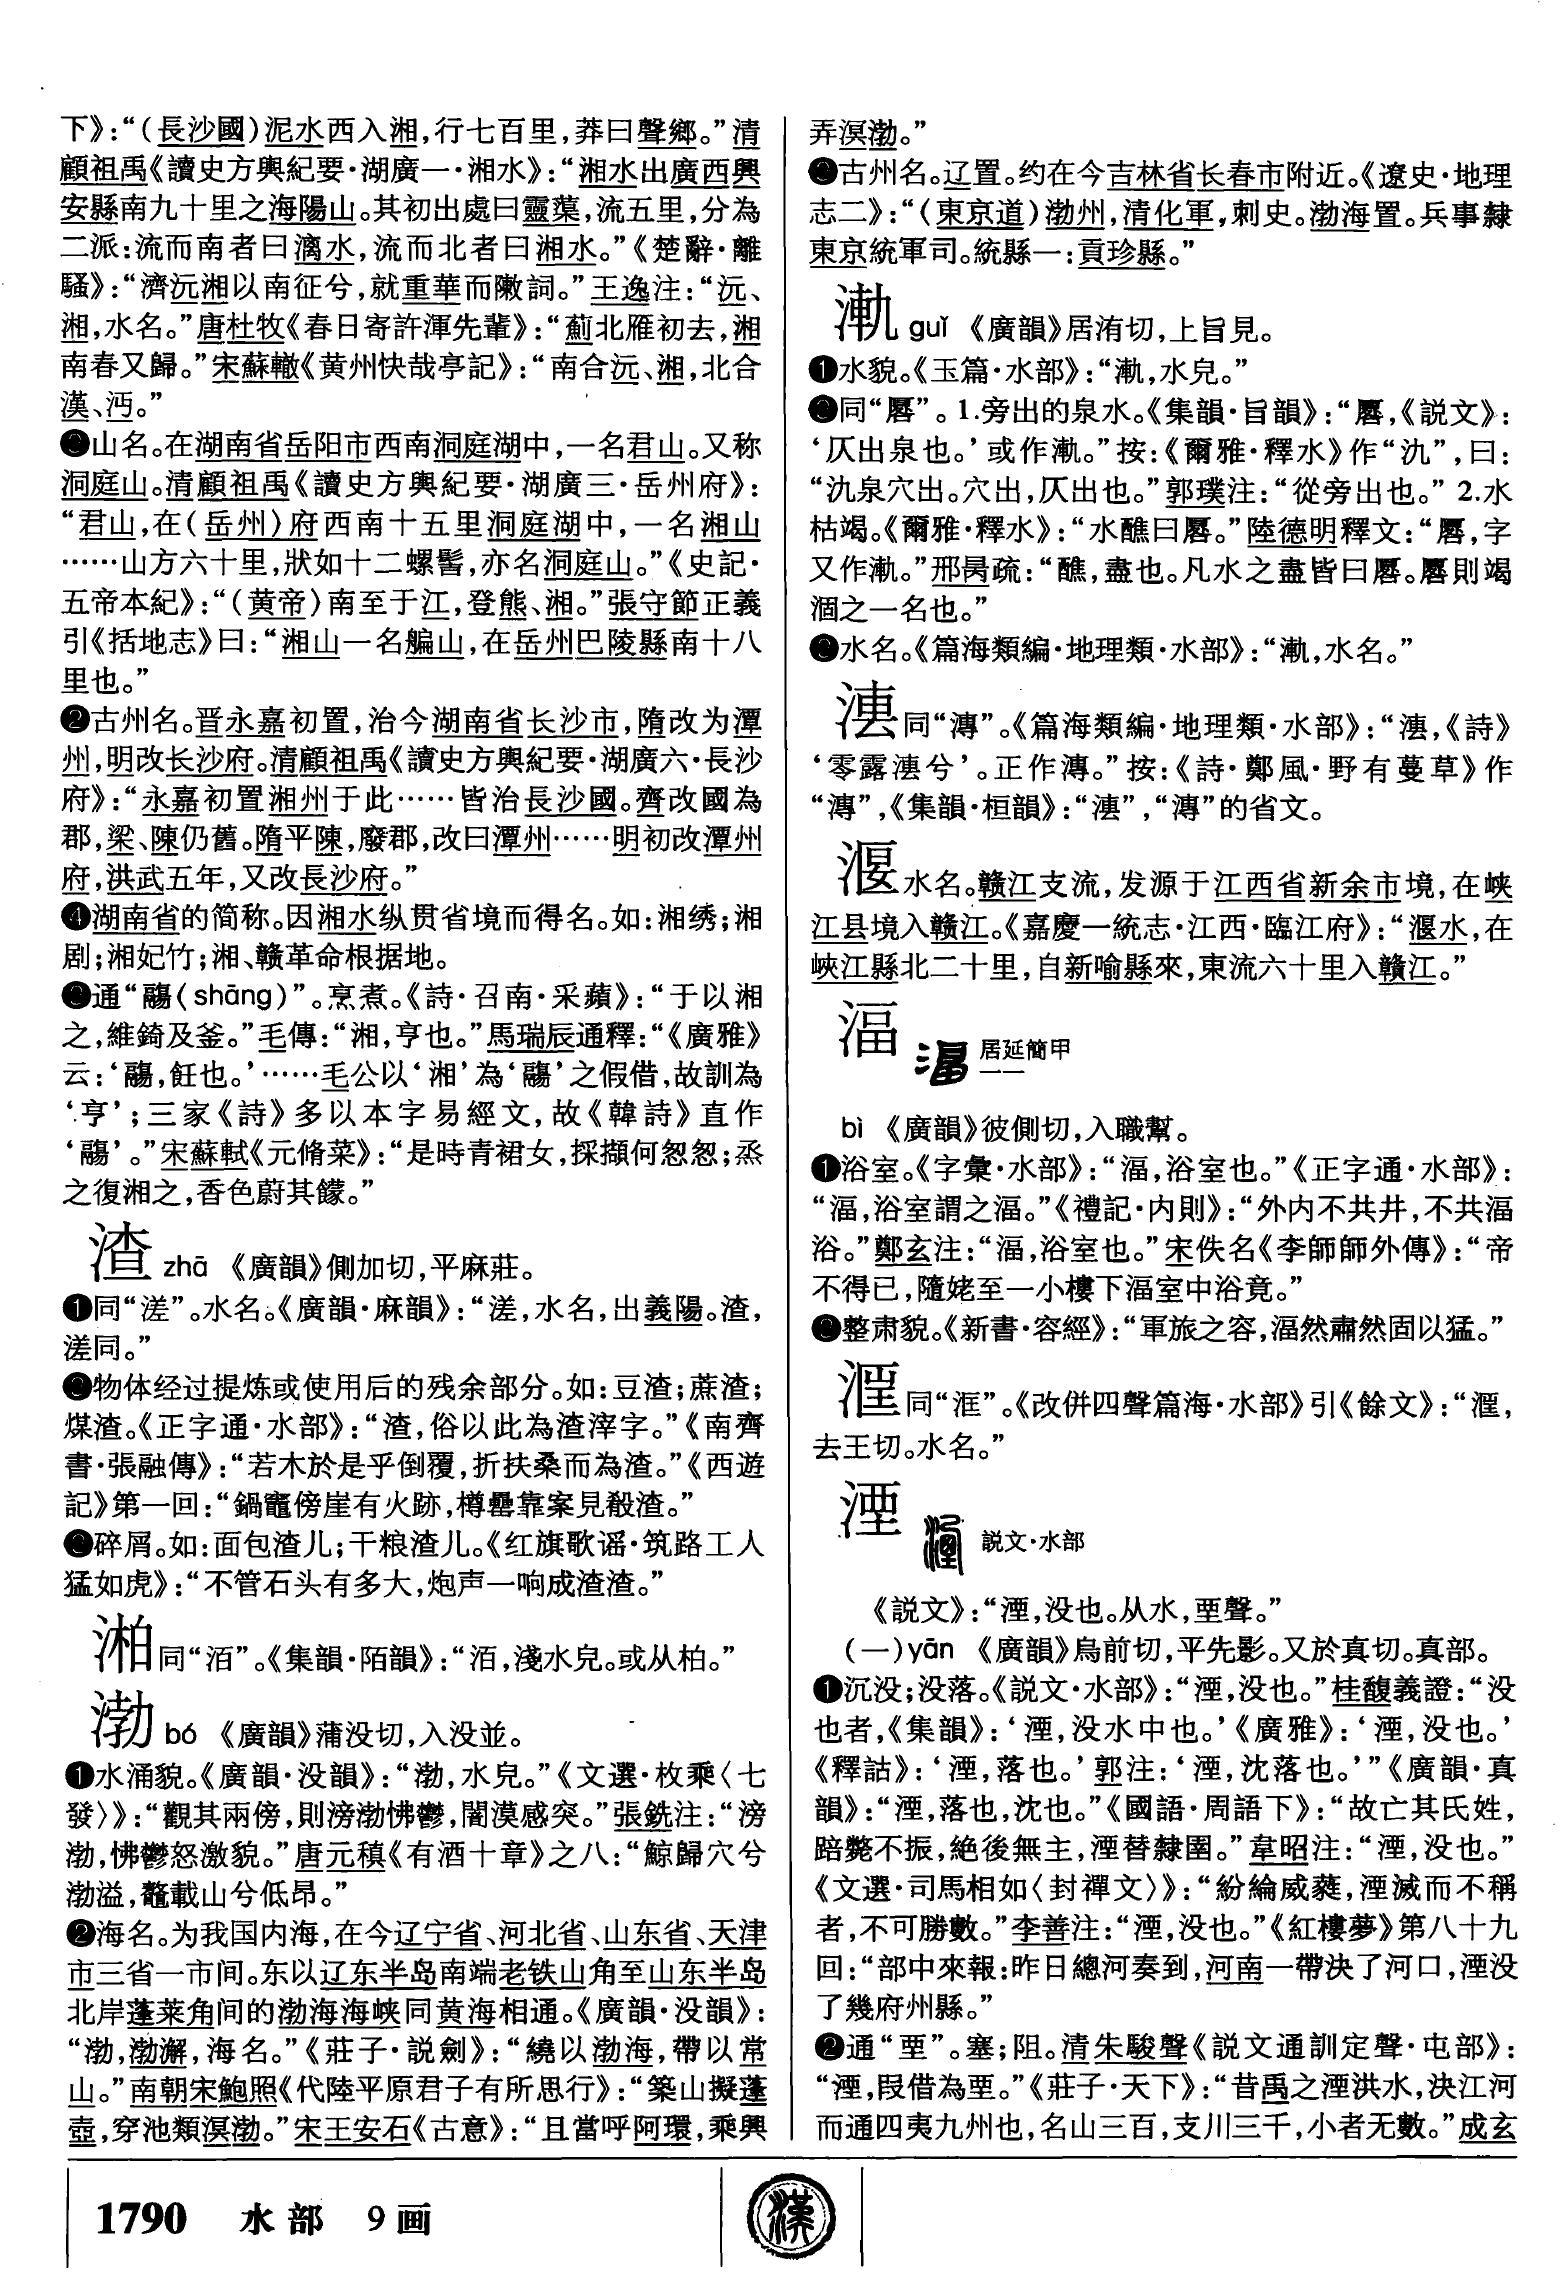 下》：“（長沙國）泥水西入湘，行七百里，莽曰聲鄉。”清
顧祖禹《讀史方輿紀要·湖廣一·湘水》：“湘水出廣西興
安縣南九十里之海陽山。其初出處曰靈蕖，流五里，分為
二派：流而南者曰漓水，流而北者曰湘水。”《楚辭·離
騷》：“濟沅湘以南征兮，就重華而敶詞。”王逸注：“沅、
湘，水名。”唐杜牧《春日寄許渾先輩》：“薊北雁初去，湘
南春又歸。”宋蘇轍《黄州快哉亭記》：“南合沅、湘，北合
漢、沔。”
❷山名。在湖南省岳阳市西南洞庭湖中，一名君山。又称
洞庭山。清顧祖禹《讀史方輿紀要·湖廣三·岳州府》：
“君山，在（岳州）府西南十五里洞庭湖中，一名湘山
……山方六十里，狀如十二螺髻，亦名洞庭山。”《史記·
五帝本紀》：“（黄帝）南至于江，登熊、湘。”張守節正義
引《括地志》曰：“湘山一名艑山，在岳州巴陵縣南十八
里也。”
❸古州名。晋永嘉初置，治今湖南省长沙市，隋改为潭
州，明改长沙府。清顧祖禹《讀史方輿紀要·湖廣六·長沙
府》：“永嘉初置湘州于此……皆治長沙國。齊改國為
郡，梁、陳仍舊。隋平陳，廢郡，改曰潭州……明初改潭州
府，洪武五年，又改長沙府。”
❹湖南省的简称。因湘水纵贯省境而得名。如：湘绣；湘
剧；湘妃竹；湘、赣革命根据地。
❺通“鬺（shāng）”。烹煮。《詩·召南·采蘋》：“于以湘
之，維錡及釜。”毛傳：“湘，亨也。”馬瑞辰通釋：“《廣雅》
云：‘鬺，飪也。’……毛公以‘湘’為‘鬺’之假借，故訓為
‘亨’；三家《詩》多以本字易經文，故《韓詩》直作
‘鬺’。”宋蘇軾《元脩菜》：“是時青裙女，採擷何怱怱；烝
之復湘之，香色蔚其饛。”
渣 zhā 《廣韻》側加切，平麻莊。
❶同“溠”。水名。《廣韻·麻韻》：“溠，水名，出義陽。渣，
溠同。”
❷物体经过提炼或使用后的残余部分。如：豆渣；蔗渣；
煤渣。《正字通·水部》：“渣，俗以此為渣滓字。”《南齊
書·張融傳》：“若木於是乎倒覆，折扶桑而為渣。”《西遊
記》第一回：“鍋竈傍崖有火跡，樽罍靠案見殽渣。”
❸碎屑。如：面包渣儿；干粮渣儿。《红旗歌谣·筑路工人
猛如虎》：“不管石头有多大，炮声一响成渣渣。”
湐同“洦”。《集韻·陌韻》：“洦，淺水皃。或从柏。”
渤 bó 《廣韻》蒲没切，入没並。
❶水涌貌。《廣韻·没韻》：“渤，水皃。”《文選·枚乘〈七
發〉》：“觀其兩傍，則滂渤怫鬱，闇漠感突。”張銑注：“滂
渤，怫鬱怒激貌。”唐元稹《有酒十章》之八：“鯨歸穴兮
渤溢，鼇載山兮低昂。”
❷海名。为我国内海，在今辽宁省、河北省、山东省、天津
市三省一市间。东以辽东半岛南端老铁山角至山东半岛
北岸蓬莱角间的渤海海峡同黄海相通。《廣韻·没韻》：
“渤，渤澥，海名。”《莊子·説劍》：“繞以渤海，帶以常
山。”南朝宋鮑照《代陸平原君子有所思行》：“築山擬蓬
壺，穿池類溟渤。”宋王安石《古意》：“且當呼阿環，乘興
弄溟渤。”
❸古州名。辽置。约在今吉林省长春市附近。《遼史·地理
志二》：“（東京道）渤州，清化軍，刺史。渤海置。兵事隸
東京統軍司。統縣一：貢珍縣。”
漸 guǐ 《廣韻》居洧切，上旨見。
❶水貌。《玉篇·水部》：“，水皃。”
❷同“厬”。1.旁出的泉水。《集韻·旨韻》：“厬，《説文》：
‘仄出泉也。’或作。”按：《爾雅·釋水》作“氿”，曰：
“氿泉穴出。穴出，仄出也。”郭璞注：“從旁出也。” 2.水
枯竭。《爾雅·釋水》：“水醮曰厬。”陸德明釋文：“厬，字
又作。”邢昺疏：“醮，盡也。凡水之盡皆曰厬。厬則竭
涸之一名也。”
❸水名。《篇海類編·地理類·水部》：“，水名。”
同“漙”。《篇海類編·地理類·水部》：“，《詩》
‘零露兮’。正作漙。”按：《詩·鄭風·野有蔓草》作
“漙”，《集韻·桓韻》：“”，“漙”的省文。
湮水名。赣江支流，发源于江西省新余市境，在峡
江县境入赣江。《嘉慶一統志·江西·臨江府》：“水，在
峽江縣北二十里，自新喻縣來，東流六十里入贛江。”
湢 居延簡甲
一一
bì 《廣韻》彼側切，入職幫。
❶浴室。《字彙·水部》：“湢，浴室也。”《正字通·水部》：
“湢，浴室謂之湢。”《禮記·内則》：“外内不共井，不共湢
浴。”鄭玄注：“湢，浴室也。”宋佚名《李師師外傳》：“帝
不得已，隨姥至一小樓下湢室中浴竟。”
❷整肃貌。《新書·容經》：“軍旅之容，湢然肅然固以猛。”
同“洭”。《改併四聲篇海·水部》引《餘文》：“，
去王切。水名。”
湮 説文·水部
《説文》：“湮，没也。从水，垔聲。”
（一）yān 《廣韻》烏前切，平先影。又於真切。真部。
❶沉没；没落。《説文·水部》：“湮，没也。”桂馥義證：“没
也者，《集韻》：‘湮，没水中也。’《廣雅》：‘湮，没也。’
《釋詁》：‘湮，落也。’郭注：‘湮，沈落也。’”《廣韻·真
韻》：“湮，落也，沈也。”《國語·周語下》：“故亡其氏姓，
踣斃不振，絶後無主，湮替隸圉。”韋昭注：“湮，没也。”
《文選·司馬相如〈封禪文〉》：“紛綸威蕤，湮滅而不稱
者，不可勝數。”李善注：“湮，没也。”《紅樓夢》第八十九
回：“部中來報：昨日總河奏到，河南一帶決了河口，湮没
了幾府州縣。”
❷通“垔”。塞；阻。清朱駿聲《説文通訓定聲·屯部》：
“湮，叚借為垔。”《莊子·天下》：“昔禹之湮洪水，決江河
而通四夷九州也，名山三百，支川三千，小者无數。”成玄
1790 水部 9画
漢